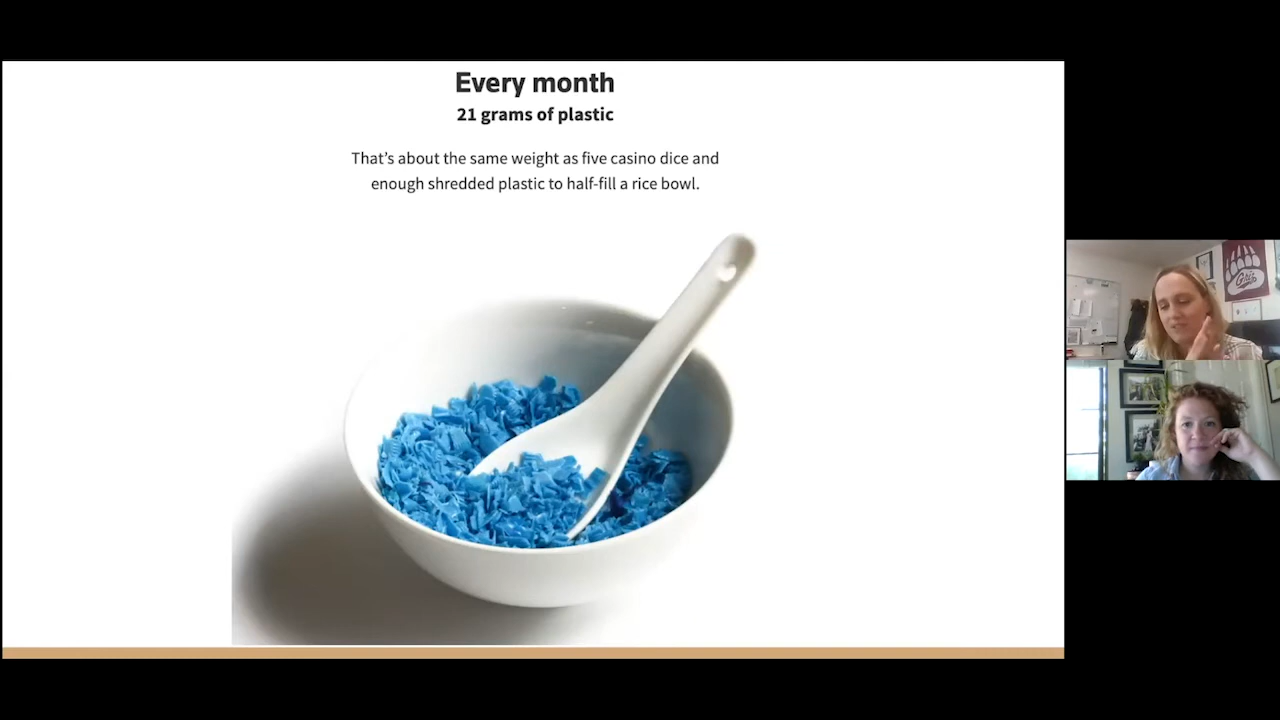 Every month
21 grams of plastic
That’s about the same weight as five casino dice and
enough shredded plastic to half-fill a rice bowl.
Griz